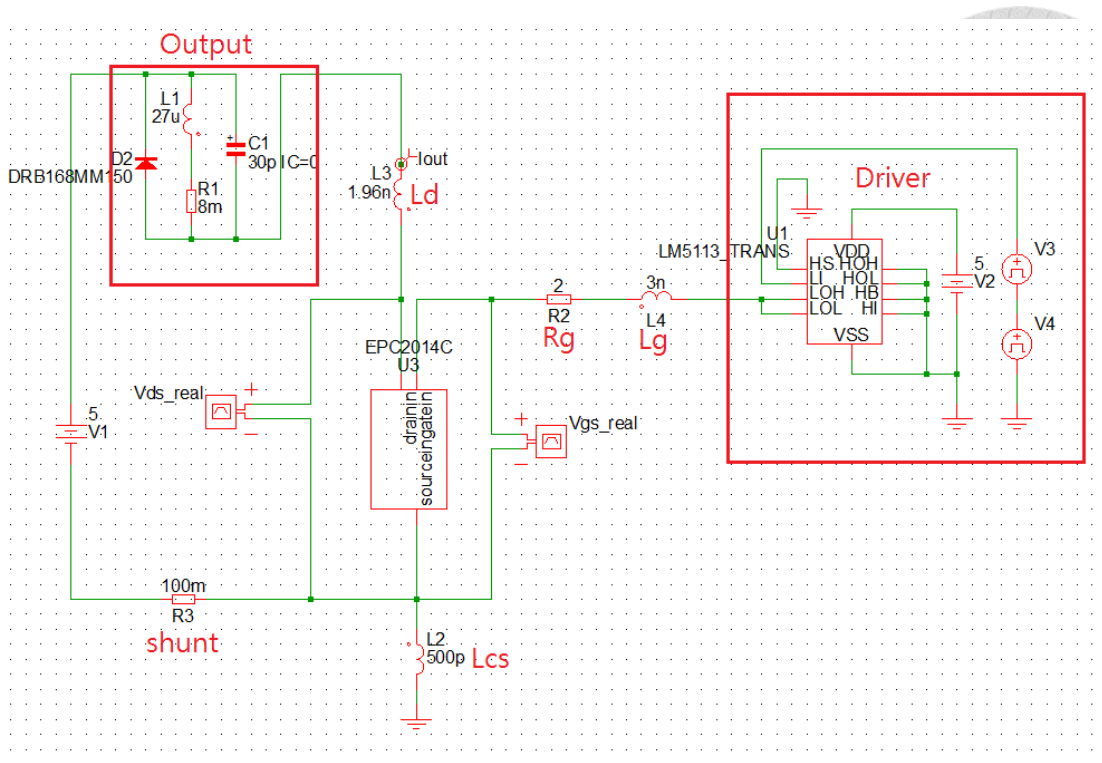 Output
L1
27u
D2
DRB168MM150
+
C1
30p IC=0
R1
8m
Iout
L3
1.96n
Ld
Driver
U1
LM5113_TRANS
VDD
HS HOH
LI HOL
LOH HB
LOL HI
VSS
5
V2
V3
V4
2
R2
Rg
3n
L4
Lg
EPC2014C
U3
drainin
sourceingatein
Vds_real
+
Vgs_real
+
5
V1
100m
R3
shunt
L2
500p
Lcs